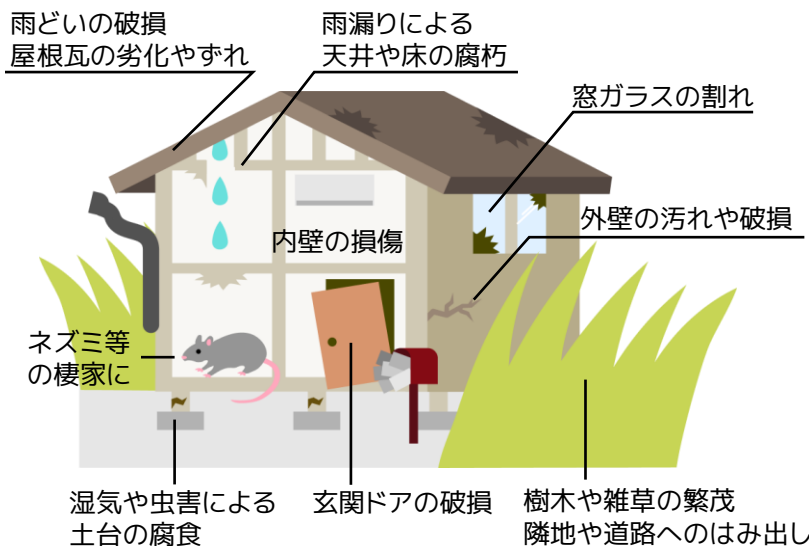 雨どいの破損
屋根瓦の劣化やずれ
雨漏りによる
天井や床の腐朽
窓ガラスの割れ
外壁の汚れや破損
内壁の損傷
ネズミ等
の棲家に
湿気や虫害による
土台の腐食
玄関ドアの破損
樹木や雑草の繁茂
隣地や道路へのはみ出し